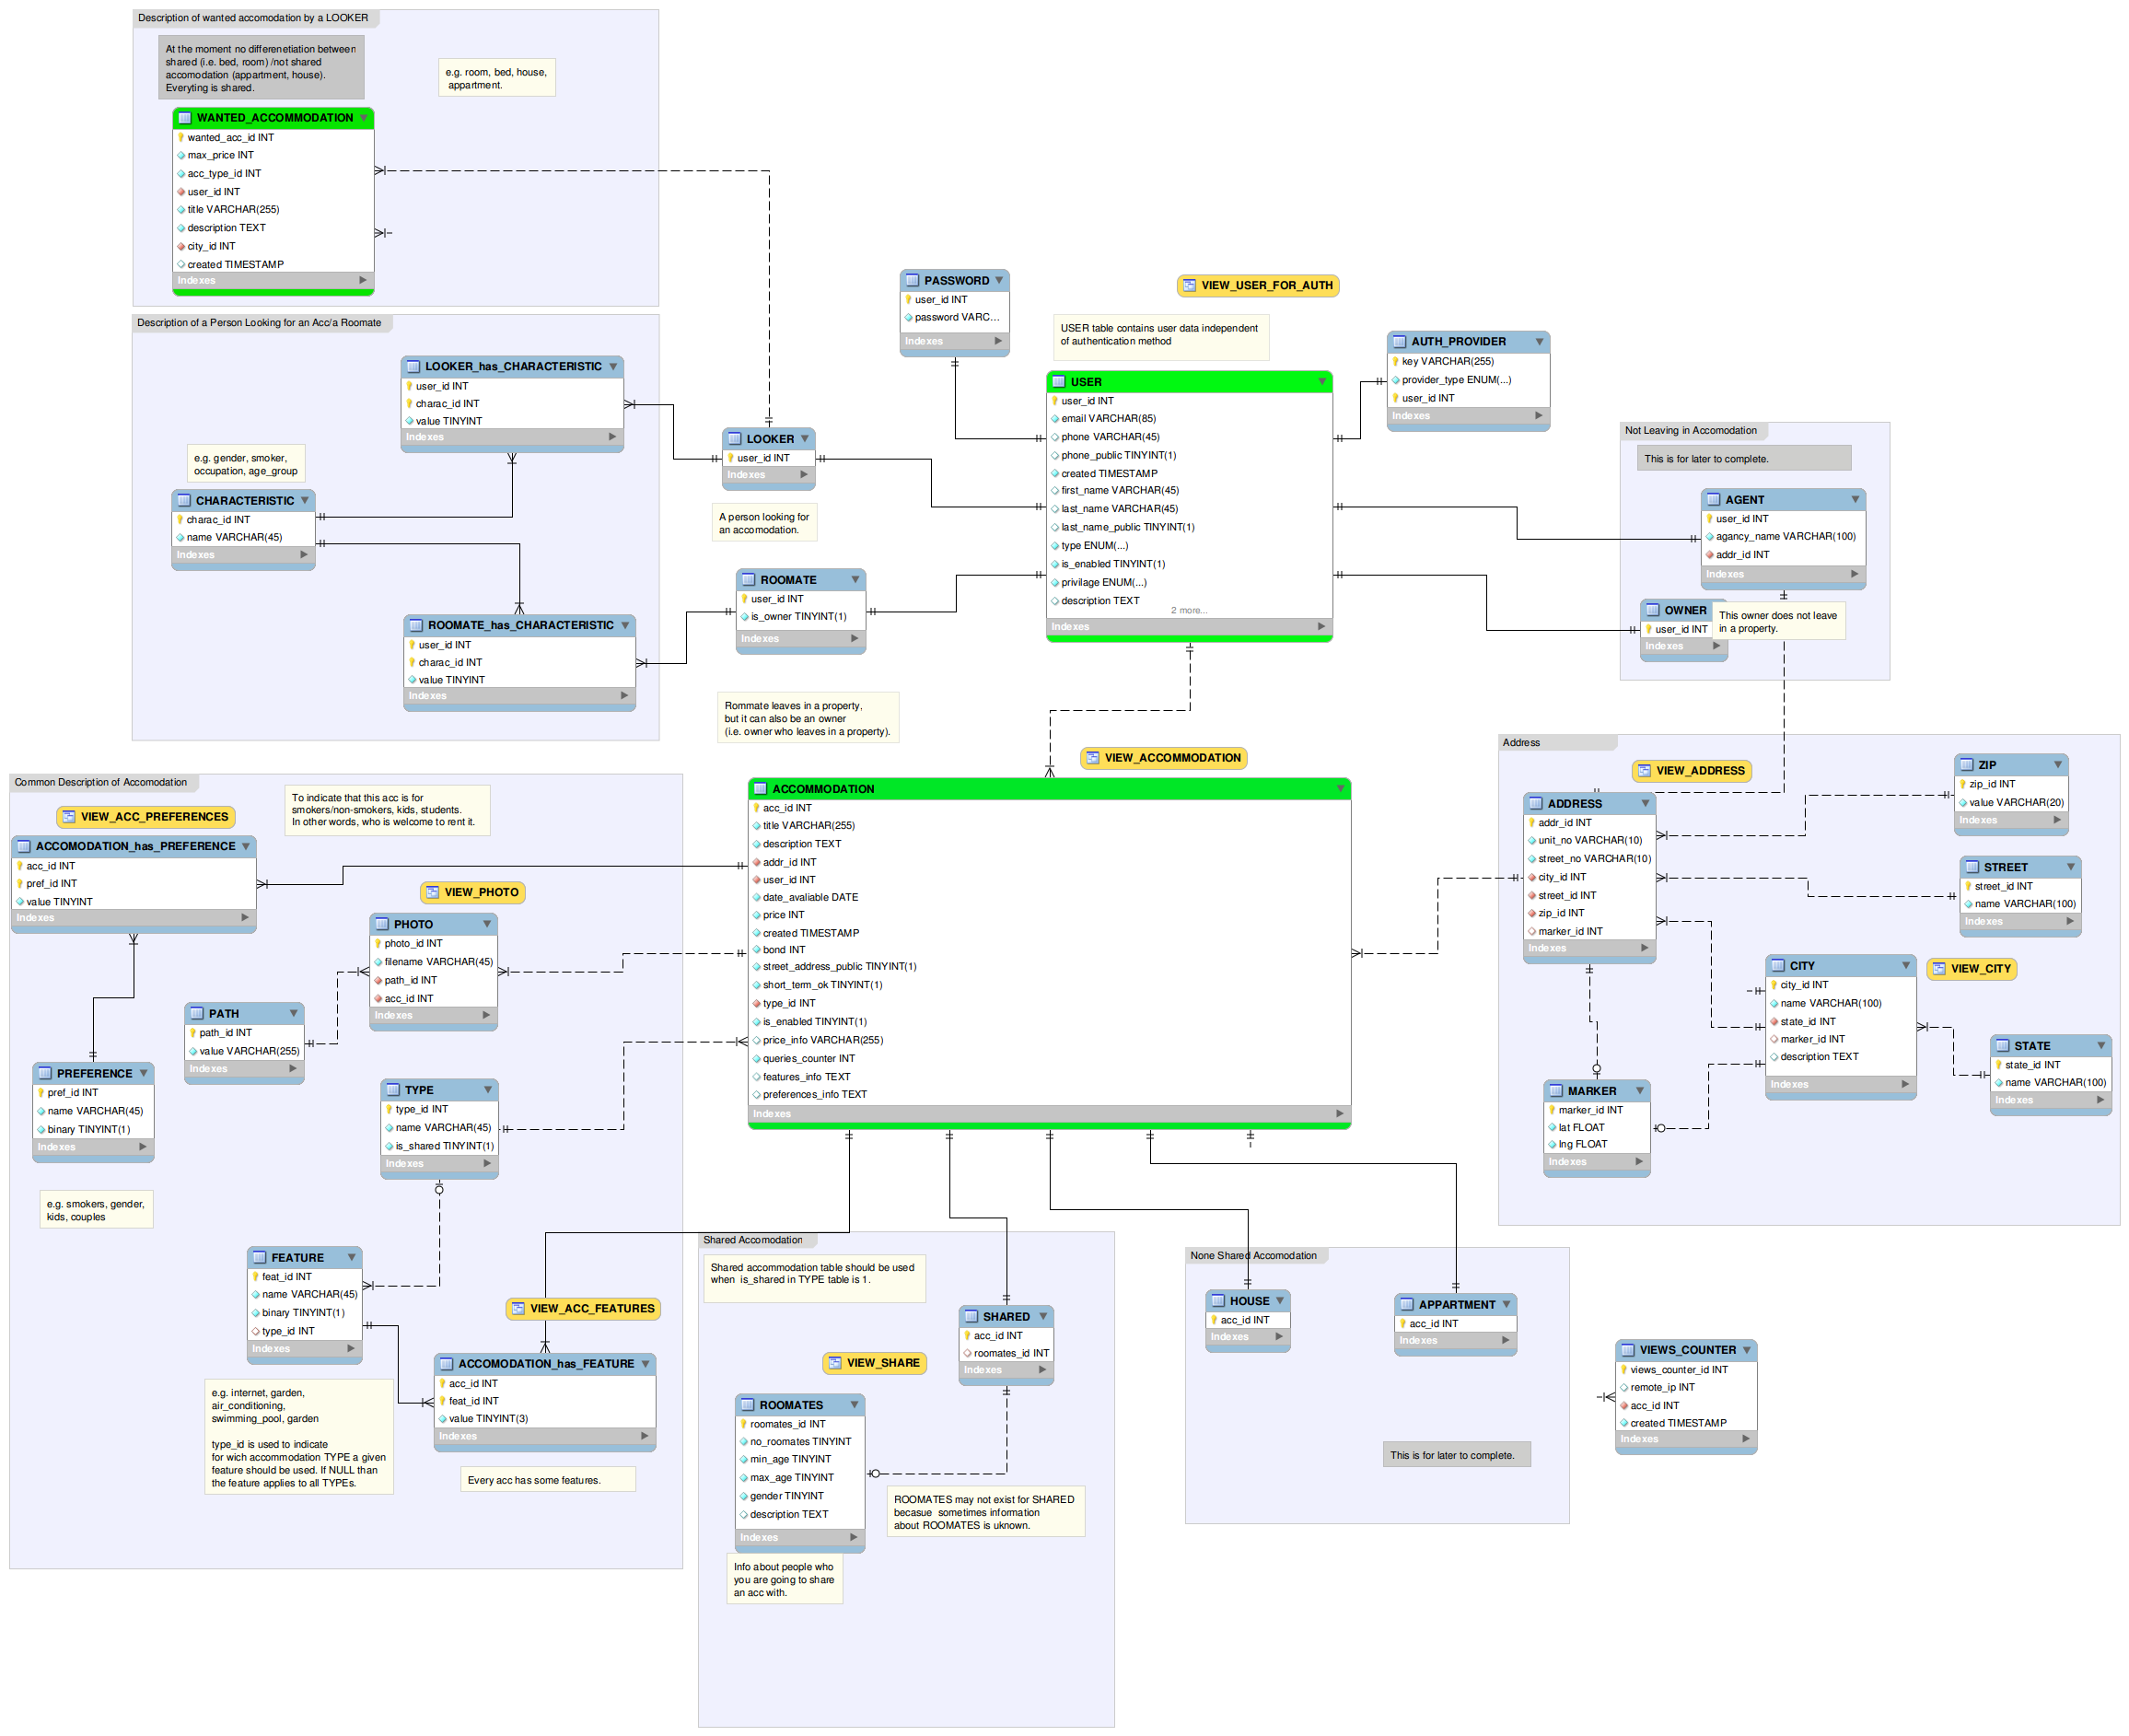 Description of wanted accomodation by a LOOKER
At the moment no differenetiation between
shared (i.e. bed, room) /not shared
accomodation (appartment, house).
Everyting is shared.
e.g. room, bed, house,
appartment.
WANTED_ACCOMMODATION
wanted_acc_id INT
max_price INT
acc_type_id INT
user_id INT
title VARCHAR(255)
description TEXT
city_id INT
created TIMESTAMP
Indexes
Description of a Person Looking for an Acc/a Roomate
LOOKER_has_CHARACTERISTIC
user_id INT
charac_id INT
value TINYINT
Indexes
e.g. gender, smoker,
occupation, age_group
CHARACTERISTIC
charac_id INT
name VARCHAR(45)
Indexes
ROOMATE_has_CHARACTERISTIC
user_id INT
charac_id INT
value TINYINT
Indexes
LOOKER
user_id INT
Indexes
A person looking for
an accomodation.
ROOMATE
user_id INT
is_owner TINYINT(1)
Indexes
Rommate leaves in a property,
but it can also be an owner
(i.e. owner who leaves in a property).
PASSWORD
user_id INT
password VARC...
Indexes
VIEW_USER_FOR_AUTH
USER table contains user data independent
of authentication method
USER
user_id INT
email VARCHAR(85)
phone VARCHAR(45)
phone_public TINYINT(1)
created TIMESTAMP
first_name VARCHAR(45)
last_name VARCHAR(45)
last_name_public TINYINT(1)
type ENUM(...)
is_enabled TINYINT(1)
privilage ENUM(...)
description TEXT
2 more...
Indexes
AUTH_PROVIDER
key VARCHAR(255)
provider_type ENUM(...)
user_id INT
Indexes
Not Leaving in Accomodation
This is for later to complete.
AGENT
user_id INT
agancy_name VARCHAR(100)
addr_id INT
Indexes
OWNER
user_id INT
Indexes
This owner does not leave
in a property.
Common Description of Accomodation
VIEW_ACC_PREFERENCES
To indicate that this acc is for
smokers/non-smokers, kids, students.
In other words, who is welcome to rent it.
ACCOMODATION_has_PREFERENCE
acc_id INT
pref_id INT
value TINYINT
Indexes
VIEW_PHOTO
PHOTO
photo_id INT
filename VARCHAR(45)
path_id INT
acc_id INT
Indexes
PATH
path_id INT
value VARCHAR(255)
Indexes
PREFERENCE
pref_id INT
name VARCHAR(45)
binary TINYINT(1)
Indexes
e.g. smokers, gender,
kids, couples
TYPE
type_id INT
name VARCHAR(45)
is_shared TINYINT(1)
Indexes
FEATURE
feat_id INT
name VARCHAR(45)
binary TINYINT(1)
type_id INT
Indexes
e.g. internet, garden,
air_conditioning,
swimming_pool, garden
type_id is used to indicate
for wich accommodation TYPE a given
feature should be used. If NULL than
the feature applies to all TYPEs.
VIEW_ACC_FEATURES
ACCOMODATION_has_FEATURE
acc_id INT
feat_id INT
value TINYINT(3)
Indexes
Every acc has some features.
VIEW_ACCOMMODATION
ACCOMMODATION
acc_id INT
title VARCHAR(255)
description TEXT
addr_id INT
user_id INT
date_avaliable DATE
price INT
created TIMESTAMP
bond INT
street_address_public TINYINT(1)
short_term_ok TINYINT(1)
type_id INT
is_enabled TINYINT(1)
price_info VARCHAR(255)
queries_counter INT
features_info TEXT
preferences_info TEXT
Indexes
Address
VIEW_ADDRESS
ADDRESS
addr_id INT
unit_no VARCHAR(10)
street_no VARCHAR(10)
city_id INT
street_id INT
zip_id INT
marker_id INT
Indexes
ZIP
zip_id INT
value VARCHAR(20)
Indexes
STREET
street_id INT
name VARCHAR(100)
Indexes
CITY
city_id INT
name VARCHAR(100)
state_id INT
marker_id INT
description TEXT
Indexes
VIEW_CITY
STATE
state_id INT
name VARCHAR(100)
Indexes
MARKER
marker_id INT
lat FLOAT
lng FLOAT
Indexes
Shared Accomodation
Shared accommodation table should be used
when is_shared in TYPE table is 1.
SHARED
acc_id INT
roomates_id INT
Indexes
VIEW_SHARE
ROOMATES
roomates_id INT
no_roomates TINYINT
min_age TINYINT
max_age TINYINT
gender TINYINT
description TEXT
Indexes
ROOMATES may not exist for SHARED
becasue sometimes information
about ROOMATES is uknown.
Info about people who
you are going to share
an acc with.
None Shared Accomodation
HOUSE
acc_id INT
Indexes
APPARTMENT
acc_id INT
Indexes
This is for later to complete.
VIEWS_COUNTER
views_counter_id INT
remote_ip INT
acc_id INT
created TIMESTAMP
Indexes